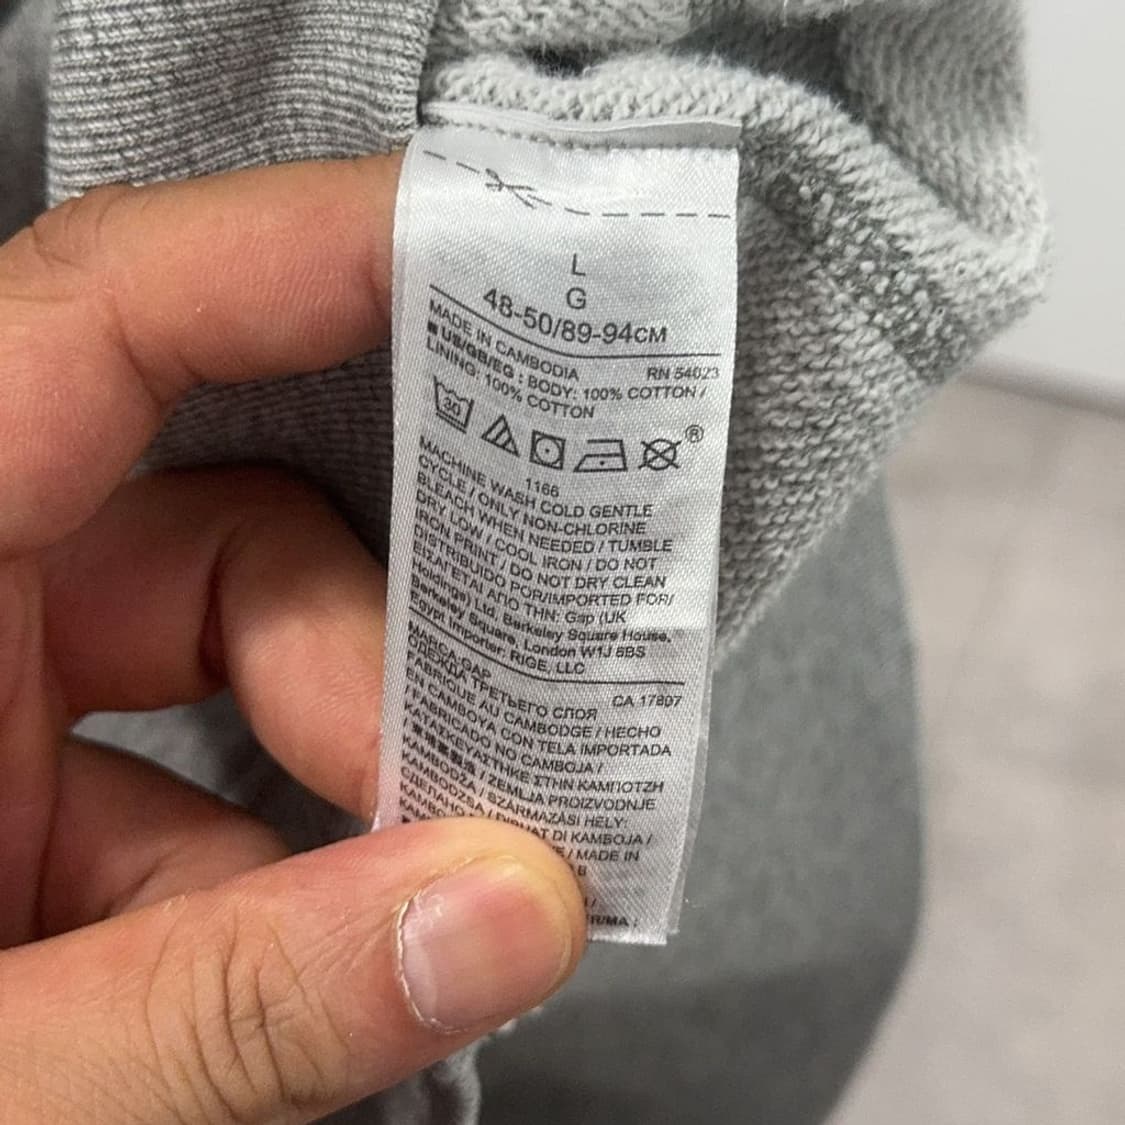 L
G
48-50/89-94CM
MADE IN CAMBODIA RN 54023
■ US/GB/EG : BODY: 100% COTTON /
LINING: 100% COTTON
30
®
1166
MACHINE WASH COLD GENTLE
CYCLE / ONLY NON-CHLORINE
BLEACH WHEN NEEDED / TUMBLE
DRY LOW / COOL IRON / DO NOT
IRON PRINT / DO NOT DRY CLEAN
DISTRIBUIDO POR/IMPORTED FOR/
ΕΙΣΑΓΕΤΑΙ ΑΠΟ ΤΗΝ: Gap (UK
Holdings) Ltd, Berkeley Square House,
Berkeley Square, London W1J 6BS
Egypt Importer: RIGE, LLC
MARCA:GAP CA 17897
ОДЕЖДА ТРЕТЬЕГО СЛОЯ
FABRIQUE AU CAMBODGE / HECHO
EN CAMBOYA CON TELA IMPORTADA
/ FABRICADO NO CAMBOJA /
ΚΑΤΑΣΚΕΥΑΣΤΗΚΕ ΣΤΗΝ ΚΑΜΠΟΤΖΗ
/ ZEMLJA PROIZVODNJE
KAMBODŽA / SZÁRMAZÁSI HELY:
KAMBODZSA / DI KAMBOJA /
СДЕЛАНО / MADE IN
В
/
FR/MA :